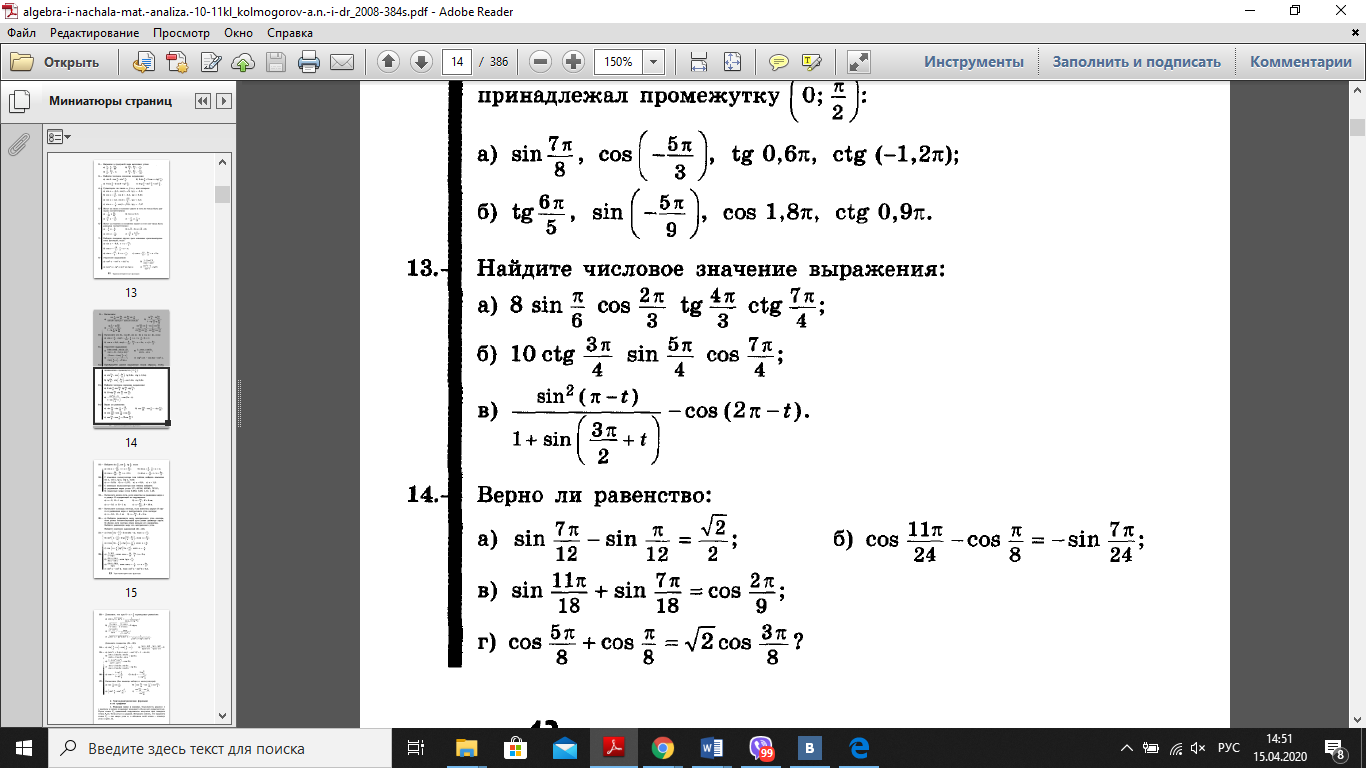 algebra-i-nachala-mat.-analiza.-10-11kl_kolmogorov-a.n.-i-dr_2008-384s.pdf - Adobe Reader
Файл Редактирование Просмотр Окно Справка
Открыть 14 / 386 150% Инструменты Заполнить и подписать Комментарии
Миниатюры страниц
13
14
15
принадлежал промежутку (0; π/2):
а) sin 7π/8, cos (−5π/3), tg 0,6π, ctg (−1,2π);
б) tg 6π/5, sin (−5π/9), cos 1,8π, ctg 0,9π.
13.- Найдите числовое значение выражения:
а) 8 sin π/6 cos 2π/3 tg 4π/3 ctg 7π/4;
б) 10 ctg 3π/4 sin 5π/4 cos 7π/4;
в) sin²(π−t) / (1 + sin(3π/2 + t)) − cos (2π − t).
14.- Верно ли равенство:
а) sin 7π/12 − sin π/12 = √2/2; б) cos 11π/24 − cos π/8 = −sin 7π/24;
в) sin 11π/18 + sin 7π/18 = cos 2π/9;
г) cos 5π/8 + cos π/8 = √2 cos 3π/8?
Введите здесь текст для поиска
99
B
РУС
14:51
15.04.2020
8